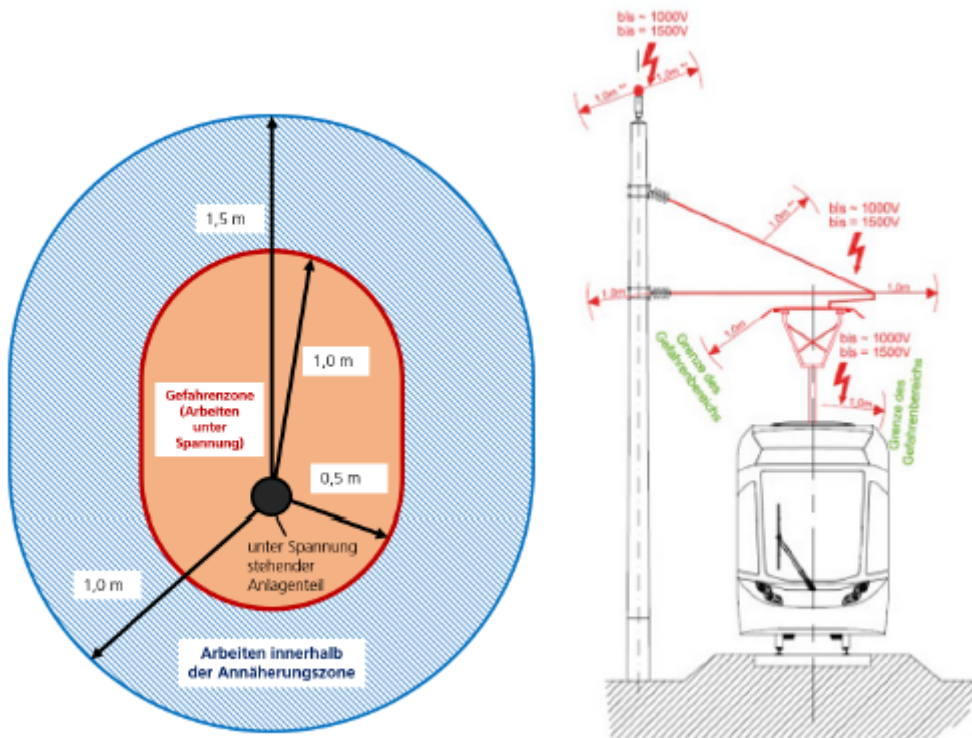 1,5 m
1,0 m
Gefahrenzone
(Arbeiten
unter
Spannung)
0,5 m
unter Spannung
stehender
Anlagenteil
1,0 m
Arbeiten innerhalb
der Annäherungszone
bis ~ 1000V
bis = 1500V
1,0m **
1,0m **
1,0m **
bis ~ 1000V
bis = 1500V
1,0m
1,0m
1,0m
Grenze des
Gefahrenbereichs
bis ~ 1000V
bis = 1500V
1,0m
Grenze des
Gefahrenbereichs